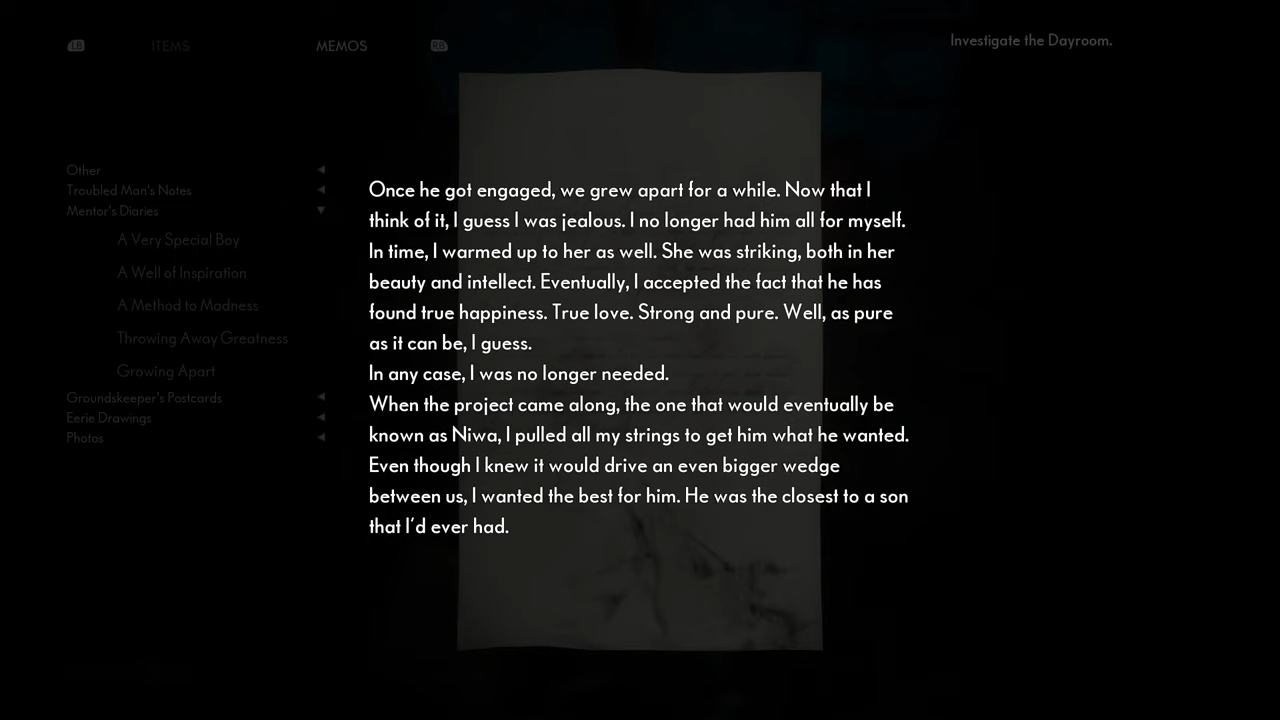 LB
ITEMS
MEMOS
RB
Investigate the Dayroom.
Other
Troubled Man's Notes
Mentor's Diaries
A Very Special Boy
A Well of Inspiration
A Method to Madness
Throwing Away Greatness
Growing Apart
Groundskeeper's Postcards
Eerie Drawings
Photos
Once he got engaged, we grew apart for a while. Now that I
think of it, I guess I was jealous. I no longer had him all for myself.
In time, I warmed up to her as well. She was striking, both in her
beauty and intellect. Eventually, I accepted the fact that he has
found true happiness. True love. Strong and pure. Well, as pure
as it can be, I guess.
In any case, I was no longer needed.
When the project came along, the one that would eventually be
known as Niwa, I pulled all my strings to get him what he wanted.
Even though I knew it would drive an even bigger wedge
between us, I wanted the best for him. He was the closest to a son
that I'd ever had.